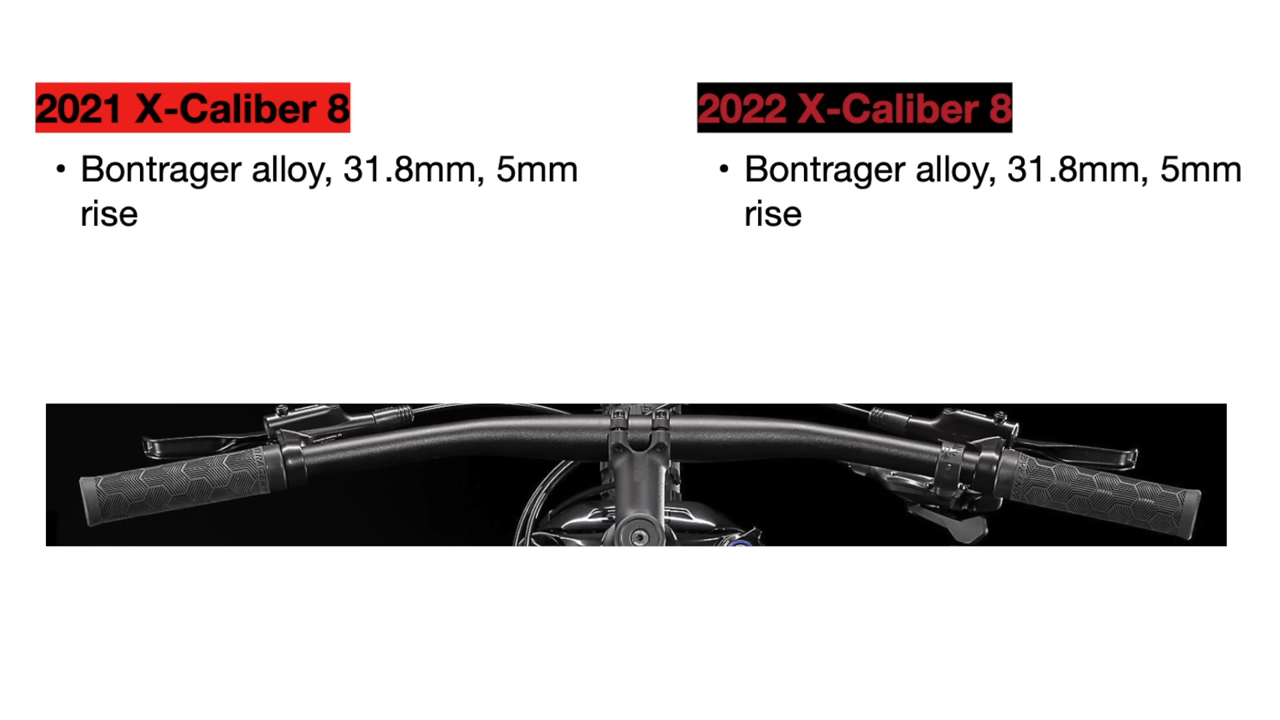 2021 X-Caliber 8
• Bontrager alloy, 31.8mm, 5mm
rise
2022 X-Caliber 8
• Bontrager alloy, 31.8mm, 5mm
rise